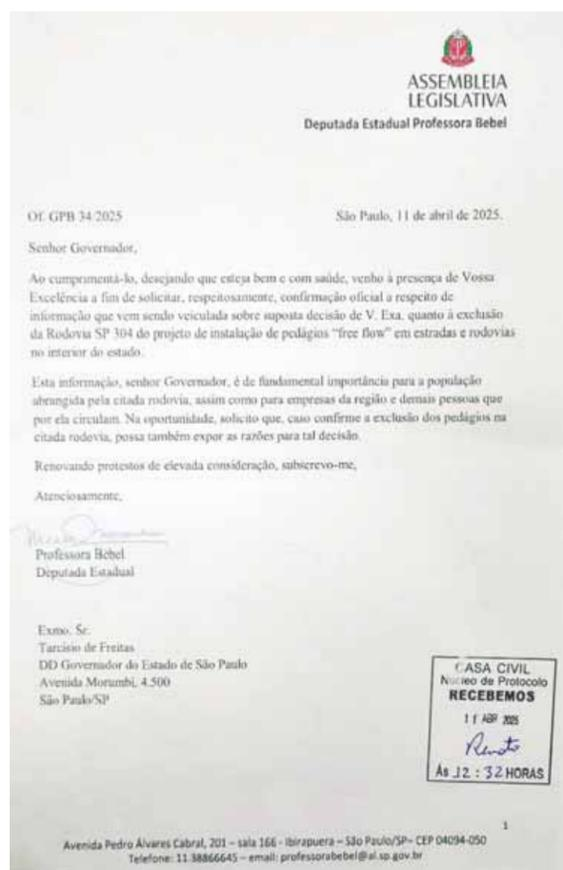 ASSEMBLEIA
LEGISLATIVA
Deputada Estadual Professora Bebel
Of. GPB 34/2025
São Paulo, 11 de abril de 2025.
Senhor Governador,
Ao cumprimentá-lo, desejando que esteja bem e com saúde, venho à presença de Vossa
Excelência a fim de solicitar, respeitosamente, confirmação oficial a respeito de
informação que vem sendo veiculada sobre suposta decisão de V. Exa. quanto à exclusão
da Rodovia SP 304 do projeto de instalação de pedágios "free flow" em estradas e rodovias
no interior do estado.
Esta informação, senhor Governador, é de fundamental importância para a população
abrangida pela citada rodovia, assim como para empresas da região e demais pessoas que
por ela circulam. Na oportunidade, solicito que, caso confirme a exclusão dos pedágios na
citada rodovia, possa também expor as razões para tal decisão.
Renovando protestos de elevada consideração, subscrevo-me,
Atenciosamente,
Professora Bebel
Deputada Estadual
Exmo. Sr.
Tarcísio de Freitas
DD Governador do Estado de São Paulo
Avenida Morumbi, 4.500
São Paulo/SP
CASA CIVIL
Núcleo de Protocolo
RECEBEMOS
11 ABR 2025
Renato
Às 12 : 32 HORAS
1
Avenida Pedro Álvares Cabral, 201 – sala 166 - Ibirapuera – São Paulo/SP– CEP 04094-050
Telefone: 11 38866645 – email: professorabebel@al.sp.gov.br